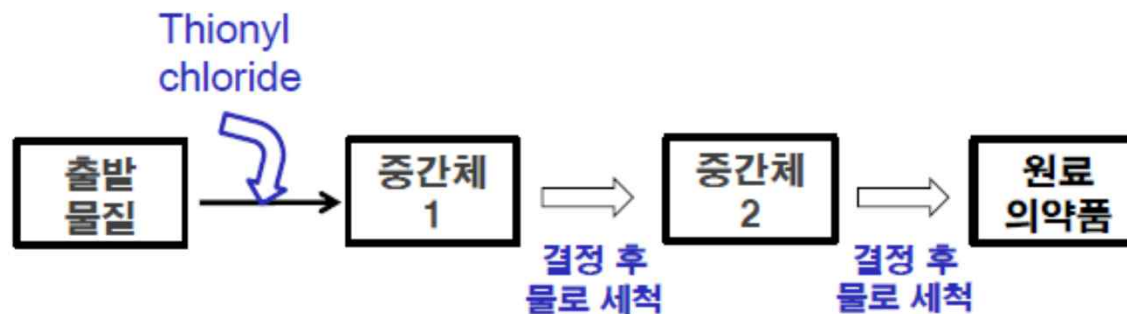 Thionyl
chloride
출발
물질
중간체
1
중간체
2
원료
의약품
결정 후
물로 세척
결정 후
물로 세척